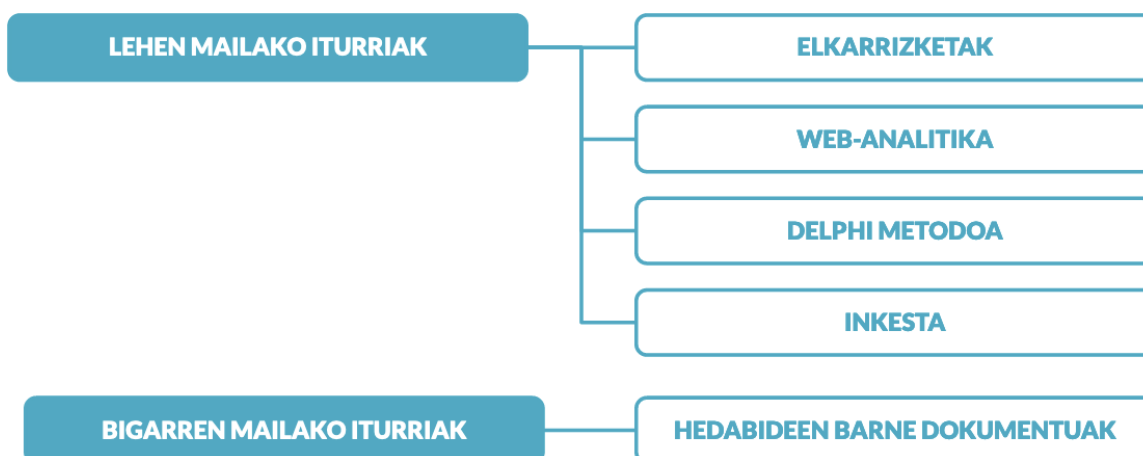 LEHEN MAILAKO ITURRIAK
ELKARRIZKETAK
WEB-ANALITIKA
DELPHI METODOA
INKESTA
BIGARREN MAILAKO ITURRIAK
HEDABIDEEN BARNE DOKUMENTUAK